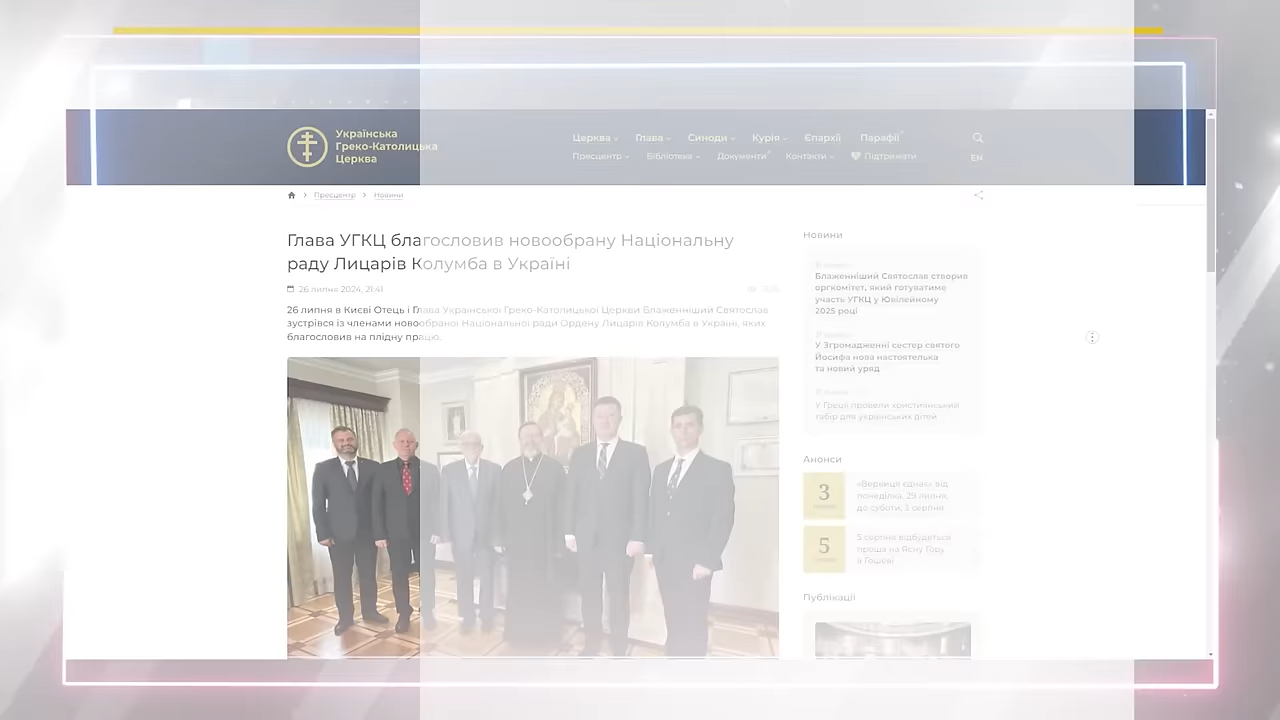 Українська
Греко-Католицька
Церква
Церква Глава Синоди Курія Єпархії Парафії
Пресцентр Бібліотека Документи Контакти Підтримати
EN
Пресцентр Новини
Глава УГКЦ благословив новообрану Національну
раду Лицарів Колумба в Україні
26 липня 2024, 21:41
26 липня в Києві Отець і Глава Української Греко-Католицької Церкви Блаженніший Святослав
зустрівся із членами новообраної Національної ради Ордену Лицарів Колумба в Україні, яких
благословив на плідну працю.
Новини
Блаженніший Святослав створив
оргкомітет, який готуватиме
участь УГКЦ у Ювілейному
2025 році
У Згромадженні сестер святого
Йосифа нова настоятелька
та новий уряд
У Греції провели християнський
табір для українських дітей
Анонси
3
«Вервиця єднає» від
понеділка, 29 липня,
до суботи, 3 серпня
5
5 серпня відбудеться
проща на Ясну Гору
в Гошеві
Публікації